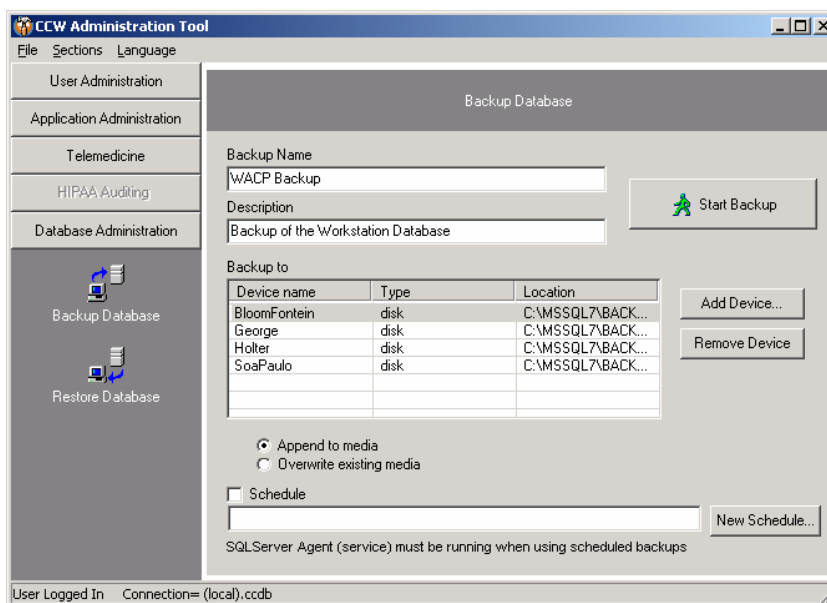 CCW Administration Tool
File Sections Language
User Administration
Application Administration
Telemedicine
HIPAA Auditing
Database Administration
Backup Database
Restore Database
Backup Database
Backup Name
WACP Backup
Description
Backup of the Workstation Database
Start Backup
Backup to
Device name Type Location
BloomFontein disk C:\MSSQL7\BACK...
George disk C:\MSSQL7\BACK...
Holter disk C:\MSSQL7\BACK...
SoaPaulo disk C:\MSSQL7\BACK...
Add Device...
Remove Device
Append to media
Overwrite existing media
Schedule
New Schedule...
SQLServer Agent (service) must be running when using scheduled backups
User Logged In Connection= (local).ccdb